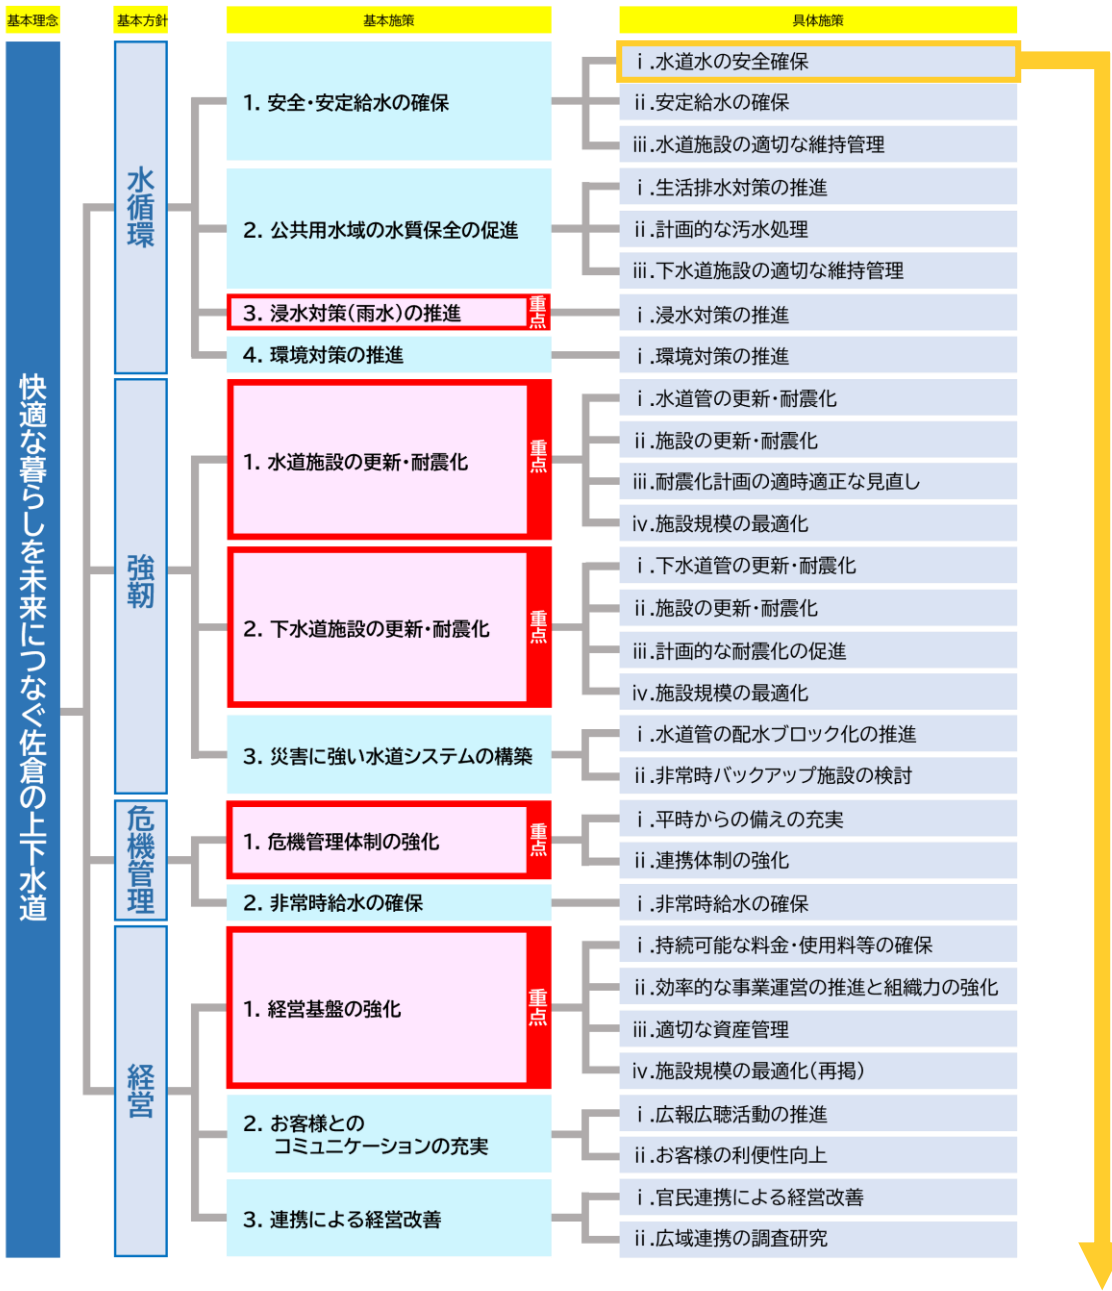 基本理念
基本方針
基本施策
具体施策
快適な暮らしを未来につなぐ佐倉の上下水道
水循環
1. 安全・安定給水の確保
ⅰ.水道水の安全確保
ⅱ.安定給水の確保
ⅲ.水道施設の適切な維持管理
2. 公共用水域の水質保全の促進
ⅰ.生活排水対策の推進
ⅱ.計画的な汚水処理
ⅲ.下水道施設の適切な維持管理
3. 浸水対策(雨水)の推進
重点
ⅰ.浸水対策の推進
4. 環境対策の推進
ⅰ.環境対策の推進
強靭
1. 水道施設の更新・耐震化
重点
ⅰ.水道管の更新・耐震化
ⅱ.施設の更新・耐震化
ⅲ.耐震化計画の適時適正な見直し
ⅳ.施設規模の最適化
2. 下水道施設の更新・耐震化
重点
ⅰ.下水道管の更新・耐震化
ⅱ.施設の更新・耐震化
ⅲ.計画的な耐震化の促進
ⅳ.施設規模の最適化
3. 災害に強い水道システムの構築
ⅰ.水道管の配水ブロック化の推進
ⅱ.非常時バックアップ施設の検討
危機管理
1. 危機管理体制の強化
重点
ⅰ.平時からの備えの充実
ⅱ.連携体制の強化
2. 非常時給水の確保
ⅰ.非常時給水の確保
経営
1. 経営基盤の強化
重点
ⅰ.持続可能な料金・使用料等の確保
ⅱ.効率的な事業運営の推進と組織力の強化
ⅲ.適切な資産管理
ⅳ.施設規模の最適化(再掲)
2. お客様との
コミュニケーションの充実
ⅰ.広報広聴活動の推進
ⅱ.お客様の利便性向上
3. 連携による経営改善
ⅰ.官民連携による経営改善
ⅱ.広域連携の調査研究